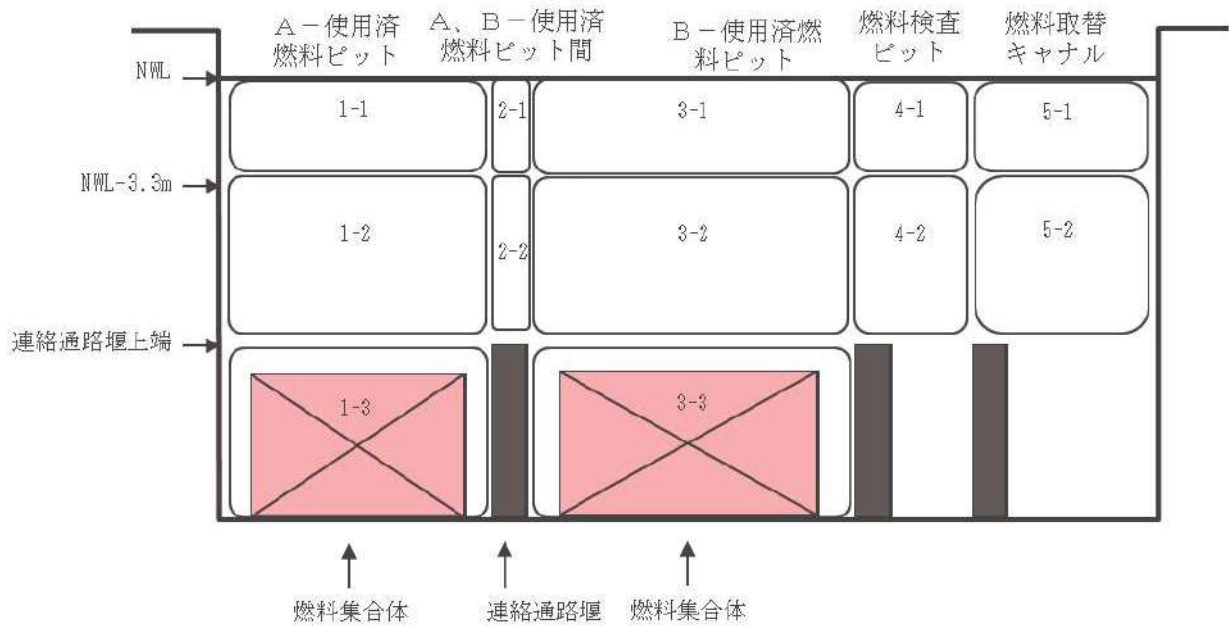 A－使用済
燃料ピット
A、B－使用済
燃料ピット間
B－使用済燃
料ピット
燃料検査
ピット
燃料取替
キャナル
NWL
1-1
2-1
3-1
4-1
5-1
NWL-3.3m
1-2
2-2
3-2
4-2
5-2
連絡通路堰上端
1-3
3-3
燃料集合体
連絡通路堰
燃料集合体